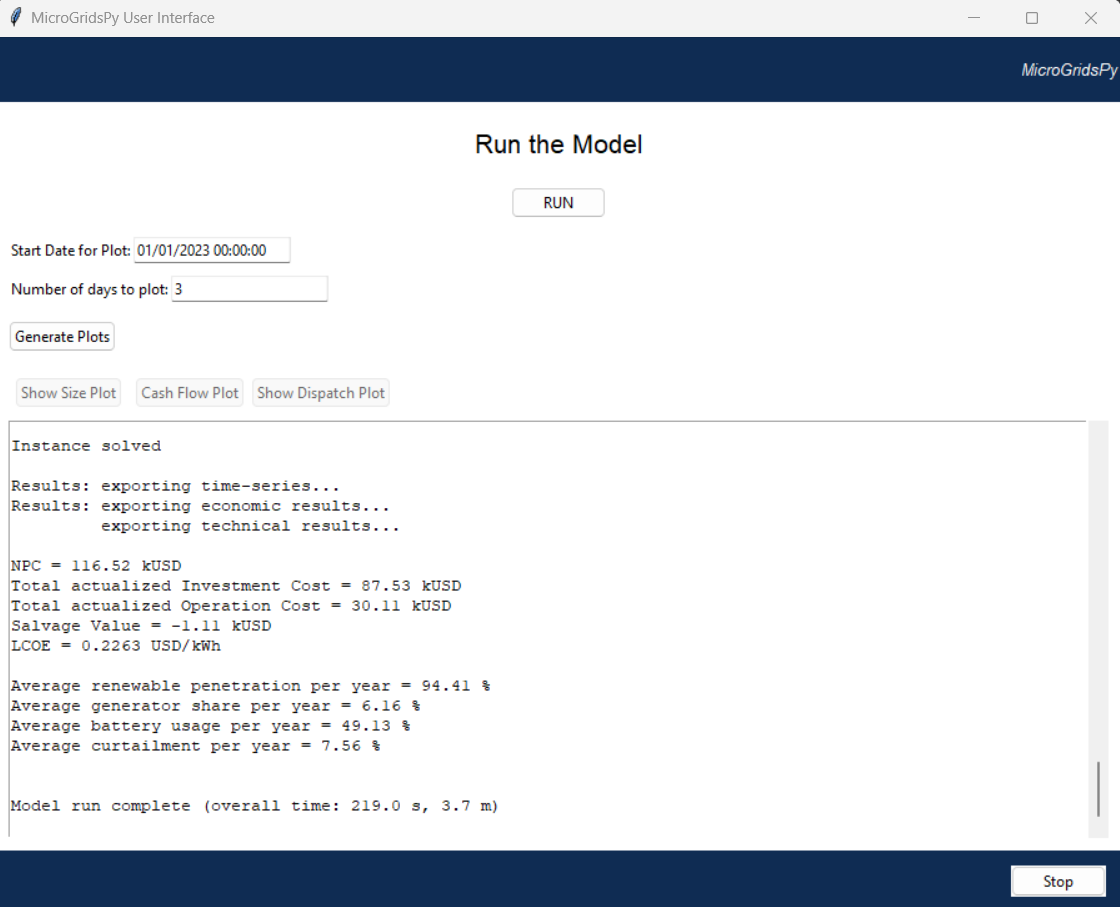 MicroGridsPy User Interface
MicroGridsPy
Run the Model
RUN
Start Date for Plot: 01/01/2023 00:00:00
Number of days to plot: 3
Generate Plots
Show Size Plot Cash Flow Plot Show Dispatch Plot
Instance solved
Results: exporting time-series...
Results: exporting economic results...
exporting technical results...
NPC = 116.52 kUSD
Total actualized Investment Cost = 87.53 kUSD
Total actualized Operation Cost = 30.11 kUSD
Salvage Value = -1.11 kUSD
LCOE = 0.2263 USD/kWh
Average renewable penetration per year = 94.41 %
Average generator share per year = 6.16 %
Average battery usage per year = 49.13 %
Average curtailment per year = 7.56 %
Model run complete (overall time: 219.0 s, 3.7 m)
Stop